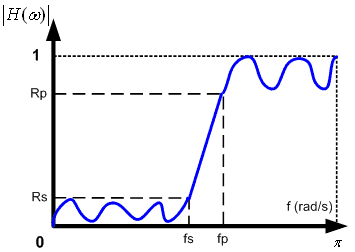 |H(ω)|
1
Rp
Rs
f (rad/s)
0
fs
fp
π